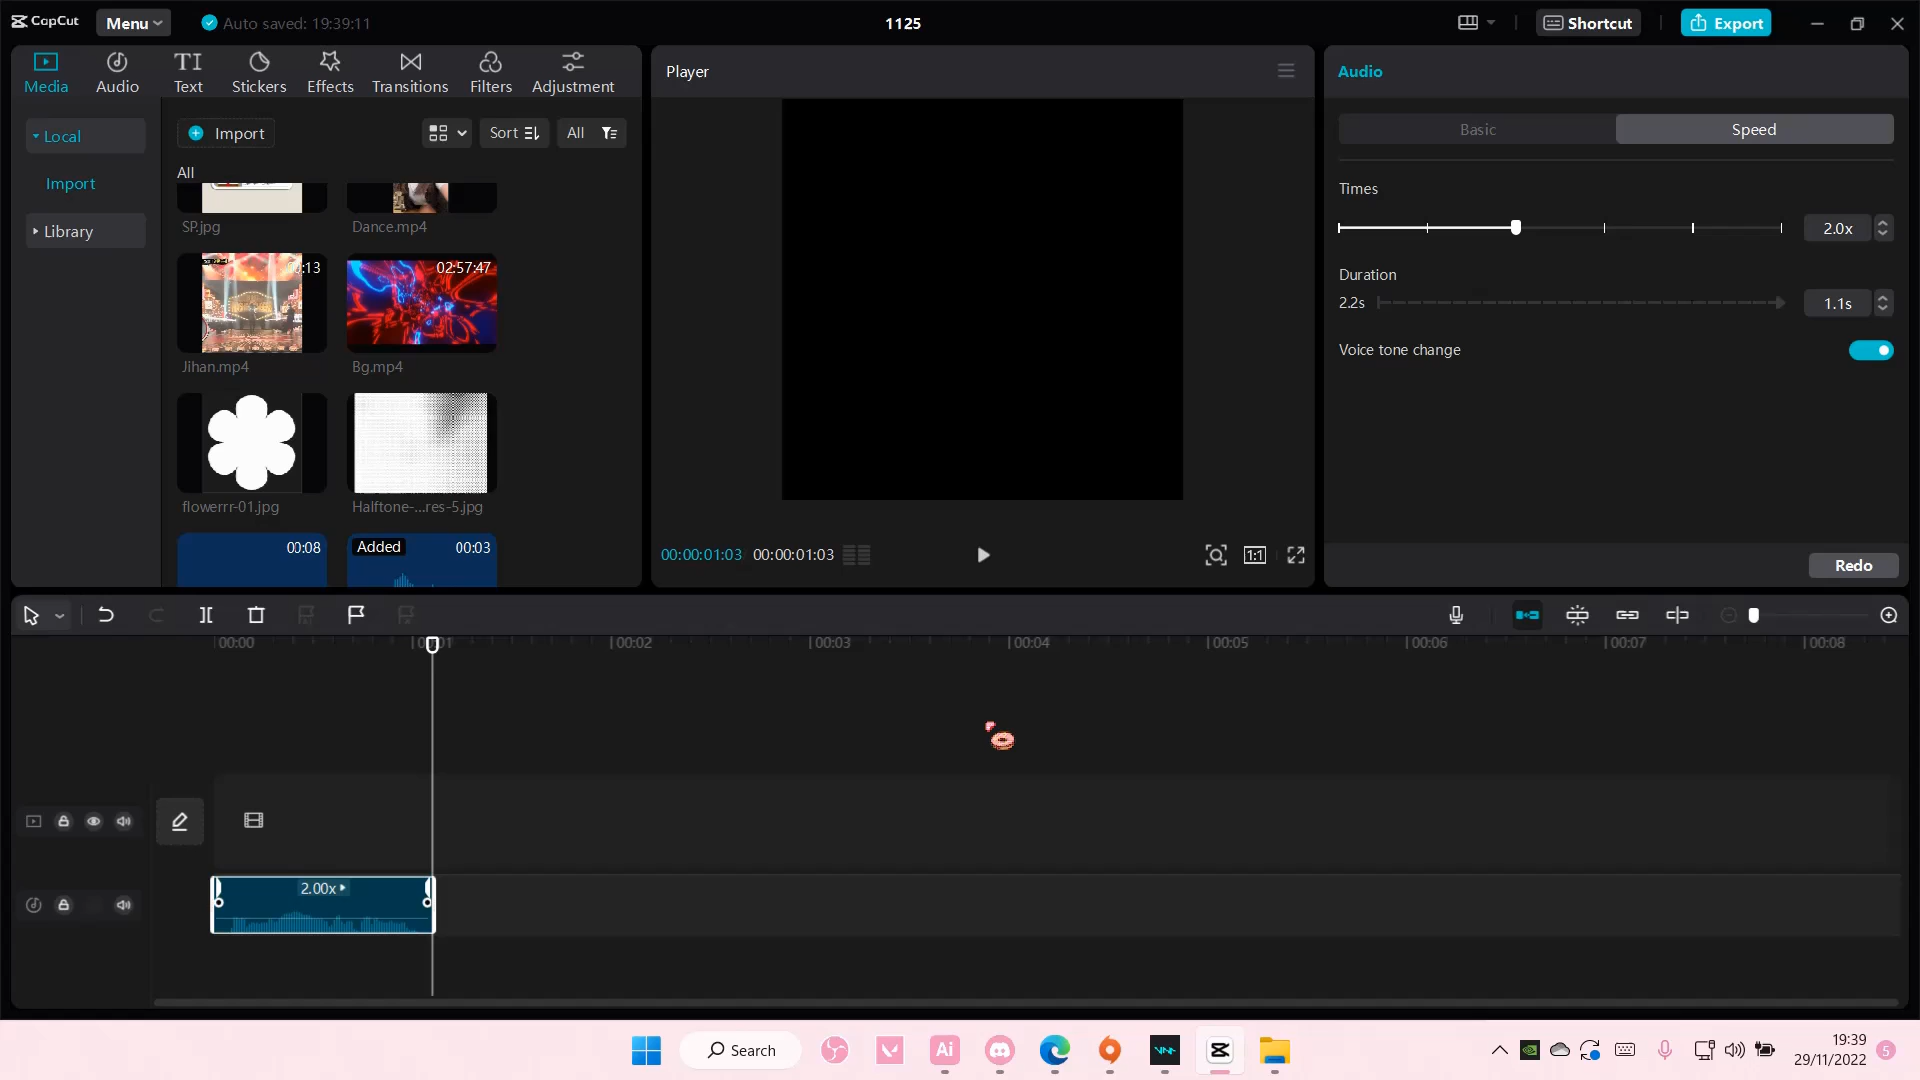 CapCut
Menu
Auto saved: 19:39:11
1125
Shortcut
Export
Media
Audio
Text
Stickers
Effects
Transitions
Filters
Adjustment
Local
Import
Library
Import
Sort
All
All
SP.jpg
Dance.mp4
02:57:47
Jihan.mp4
Bg.mp4
flowerrr-01.jpg
Halftone-...res-5.jpg
00:08
Added
00:03
Player
00:00:01:03
00:00:01:03
1:1
Audio
Basic
Speed
Times
2.0x
Duration
2.2s
1.1s
Voice tone change
Redo
00:00
00:02
00:03
00:04
00:05
00:06
00:07
00:08
2.00x
Search
Ai
19:39
29/11/2022
5